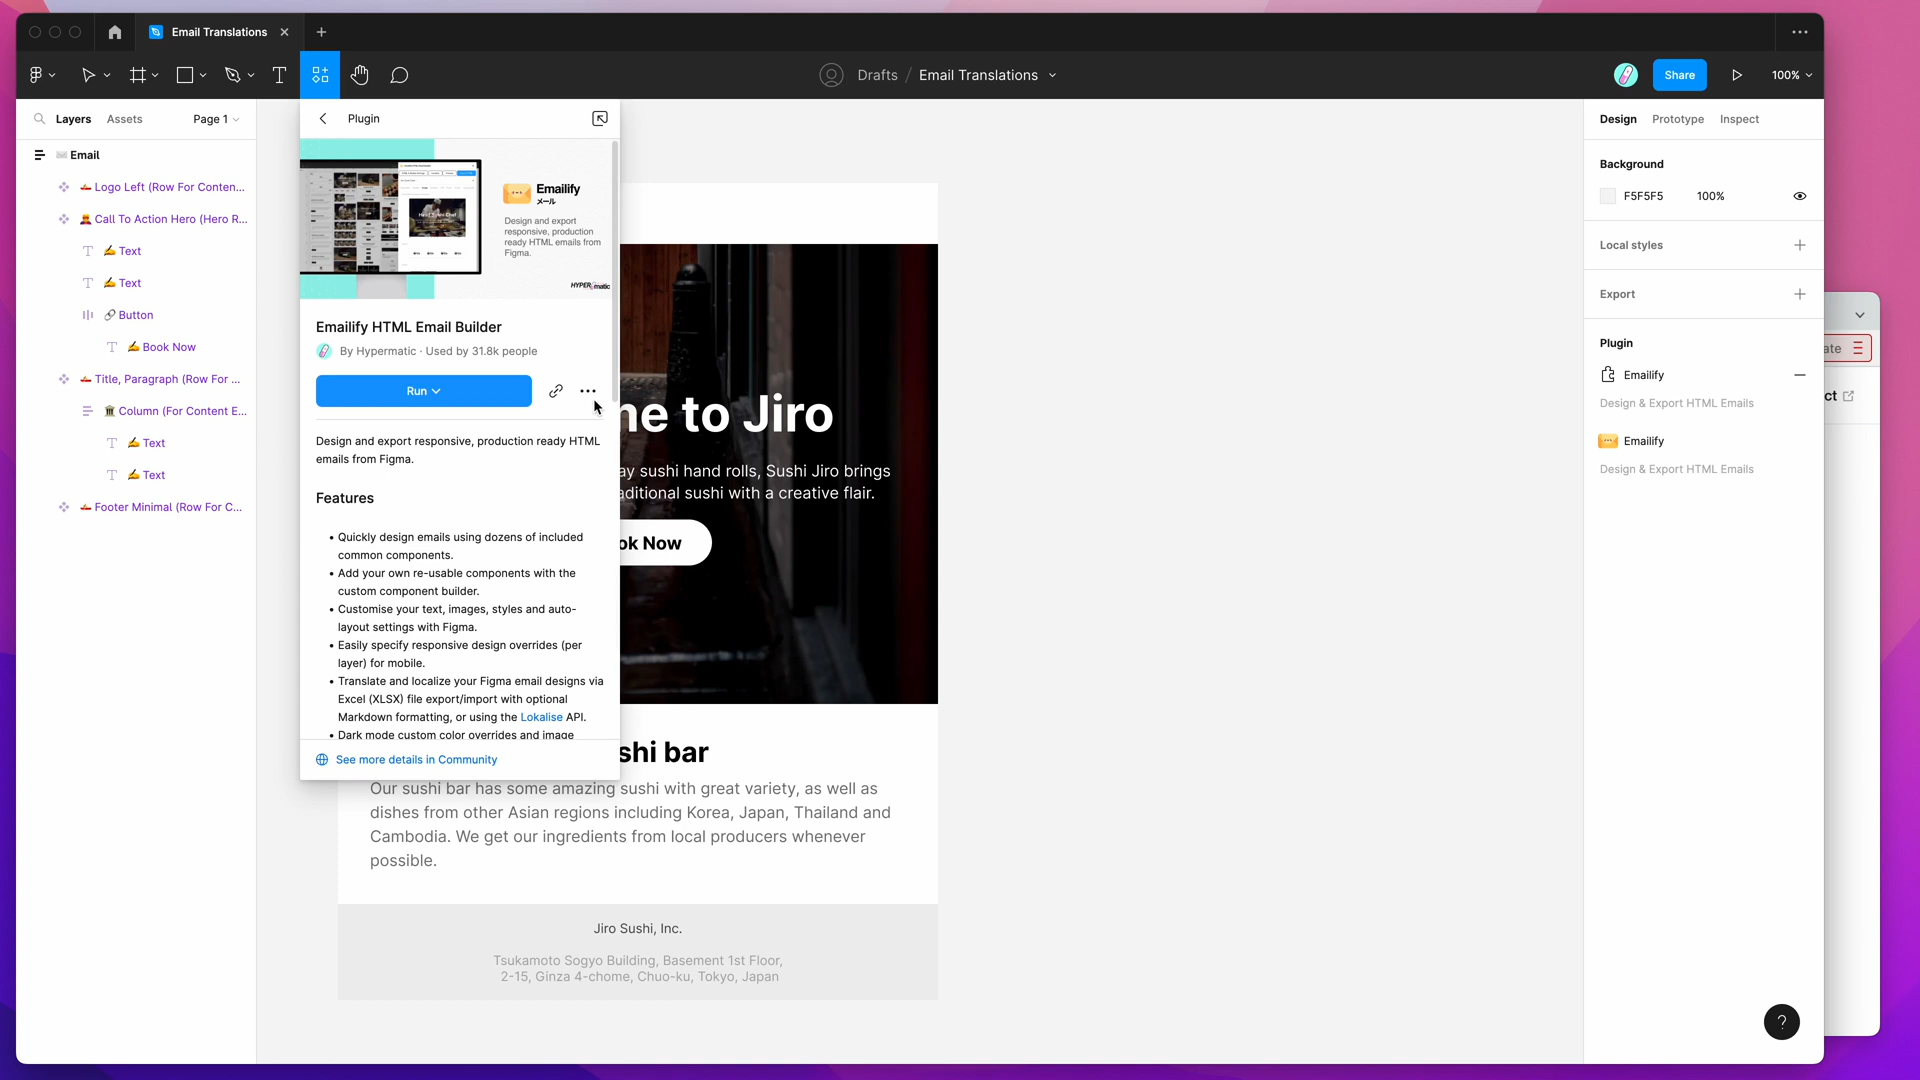 Email Translations
Drafts / Email Translations
Share
100%
Layers
Assets
Page 1
Email
Logo Left (Row For Conten...
Call To Action Hero (Hero R...
Text
Text
Button
Book Now
Title, Paragraph (Row For ...
Column (For Content E...
Text
Text
Footer Minimal (Row For C...
Plugin
Emailify
メール
Design and export
responsive, production
ready HTML emails from
Figma.
HYPERmatic
Emailify HTML Email Builder
By Hypermatic · Used by 31.8k people
Run
Design and export responsive, production ready HTML
emails from Figma.
Features
• Quickly design emails using dozens of included
common components.
• Add your own re-usable components with the
custom component builder.
• Customise your text, images, styles and auto-
layout settings with Figma.
• Easily specify responsive design overrides (per
layer) for mobile.
• Translate and localize your Figma email designs via
Excel (XLSX) file export/import with optional
Markdown formatting, or using the Lokalise API.
• Dark mode custom color overrides and image
See more details in Community
ne to Jiro
ay sushi hand rolls, Sushi Jiro brings
aditional sushi with a creative flair.
ok Now
shi bar
Our sushi bar has some amazing sushi with great variety, as well as
dishes from other Asian regions including Korea, Japan, Thailand and
Cambodia. We get our ingredients from local producers whenever
possible.
Jiro Sushi, Inc.
Tsukamoto Sogyo Building, Basement 1st Floor,
2-15, Ginza 4-chome, Chuo-ku, Tokyo, Japan
Design
Prototype
Inspect
Background
F5F5F5
100%
Local styles
Export
Plugin
Emailify
Design & Export HTML Emails
Emailify
Design & Export HTML Emails
ate
ct
?